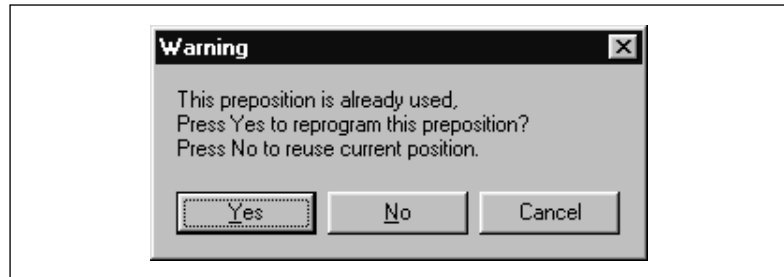 Warning
This preposition is already used,
Press Yes to reprogram this preposition?
Press No to reuse current position.
Yes No Cancel